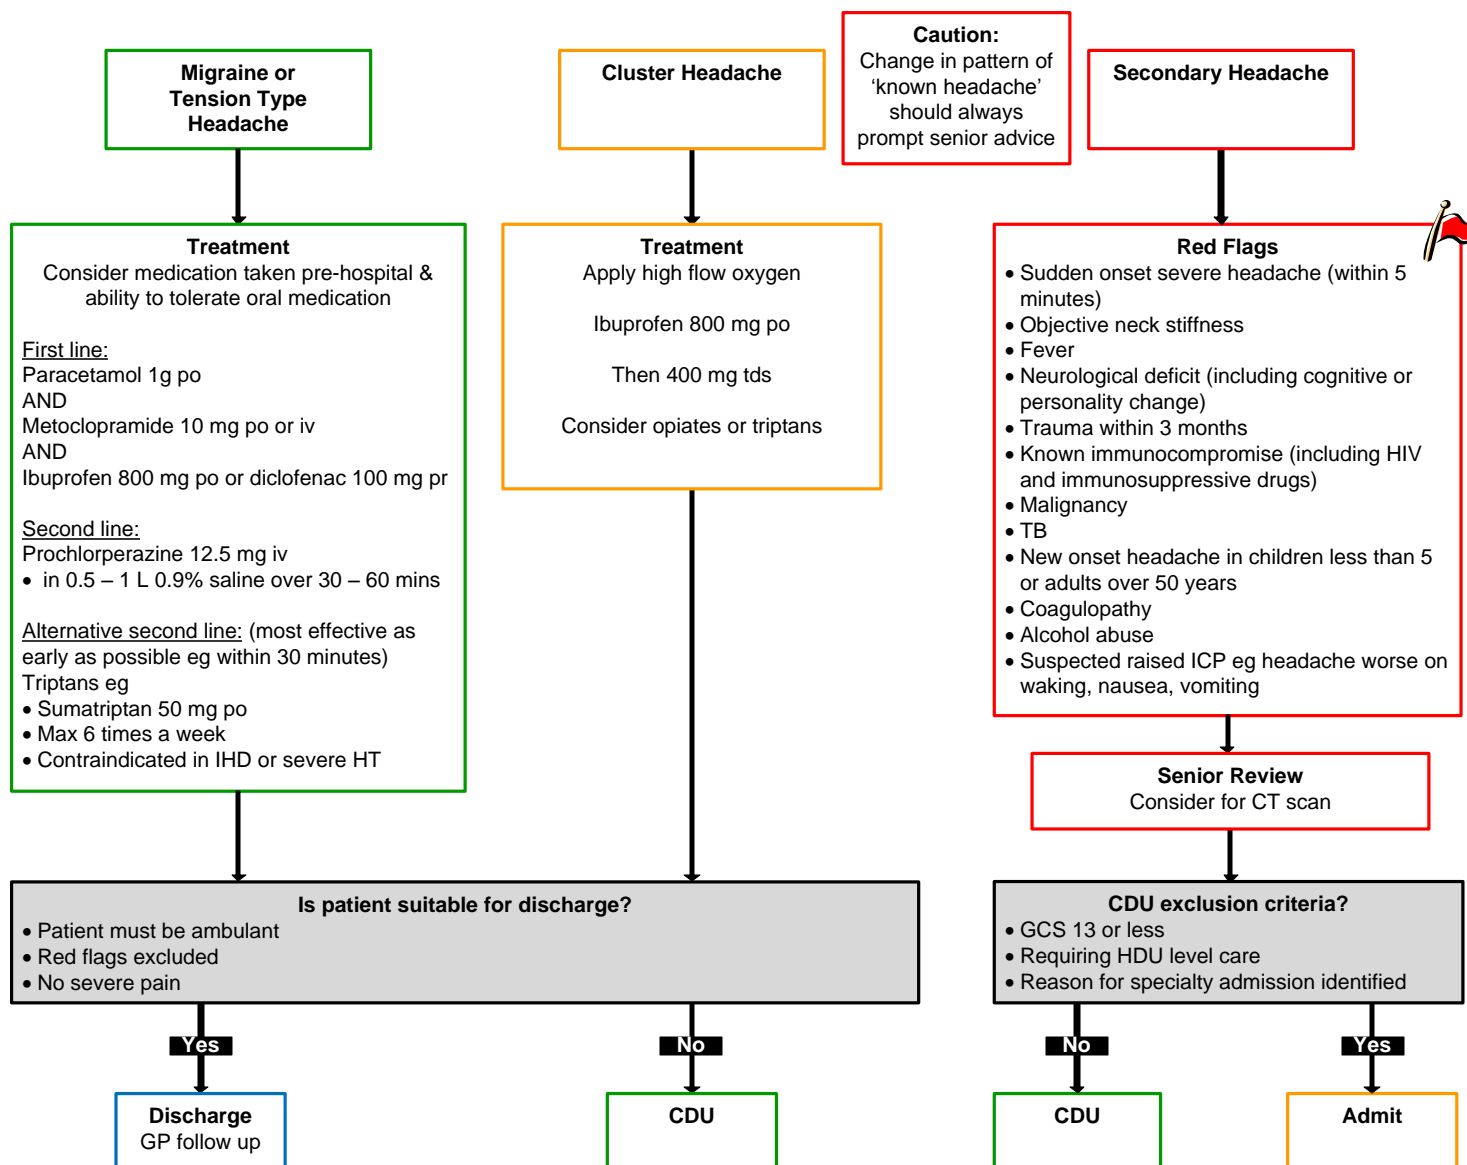 Migraine or
Tension Type
Headache
Cluster Headache
Caution:
Change in pattern of
‘known headache’
should always
prompt senior advice
Secondary Headache
Treatment
Consider medication taken pre-hospital &
ability to tolerate oral medication
First line:
Paracetamol 1g po
AND
Metoclopramide 10 mg po or iv
AND
Ibuprofen 800 mg po or diclofenac 100 mg pr
Second line:
Prochlorperazine 12.5 mg iv
• in 0.5 – 1 L 0.9% saline over 30 – 60 mins
Alternative second line: (most effective as
early as possible eg within 30 minutes)
Triptans eg
• Sumatriptan 50 mg po
• Max 6 times a week
• Contraindicated in IHD or severe HT
Treatment
Apply high flow oxygen
Ibuprofen 800 mg po
Then 400 mg tds
Consider opiates or triptans
Red Flags
• Sudden onset severe headache (within 5
minutes)
• Objective neck stiffness
• Fever
• Neurological deficit (including cognitive or
personality change)
• Trauma within 3 months
• Known immunocompromise (including HIV
and immunosuppressive drugs)
• Malignancy
• TB
• New onset headache in children less than 5
or adults over 50 years
• Coagulopathy
• Alcohol abuse
• Suspected raised ICP eg headache worse on
waking, nausea, vomiting
Senior Review
Consider for CT scan
Is patient suitable for discharge?
• Patient must be ambulant
• Red flags excluded
• No severe pain
CDU exclusion criteria?
• GCS 13 or less
• Requiring HDU level care
• Reason for specialty admission identified
Yes
No
No
Yes
Discharge
GP follow up
CDU
CDU
Admit